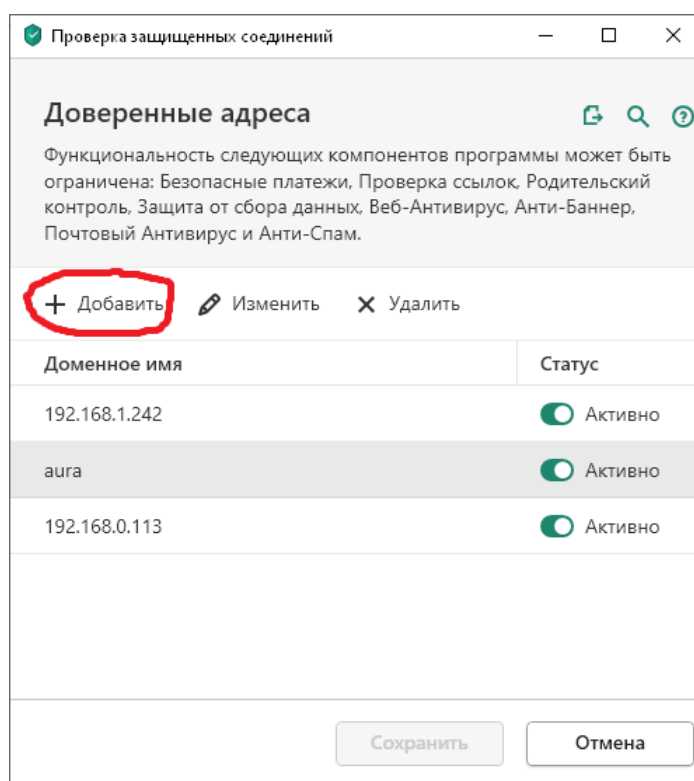 Проверка защищенных соединений
Доверенные адреса
Функциональность следующих компонентов программы может быть
ограничена: Безопасные платежи, Проверка ссылок, Родительский
контроль, Защита от сбора данных, Веб-Антивирус, Анти-Баннер,
Почтовый Антивирус и Анти-Спам.
Добавить Изменить Удалить
Доменное имя Статус
192.168.1.242 Активно
aura Активно
192.168.0.113 Активно
Сохранить Отмена